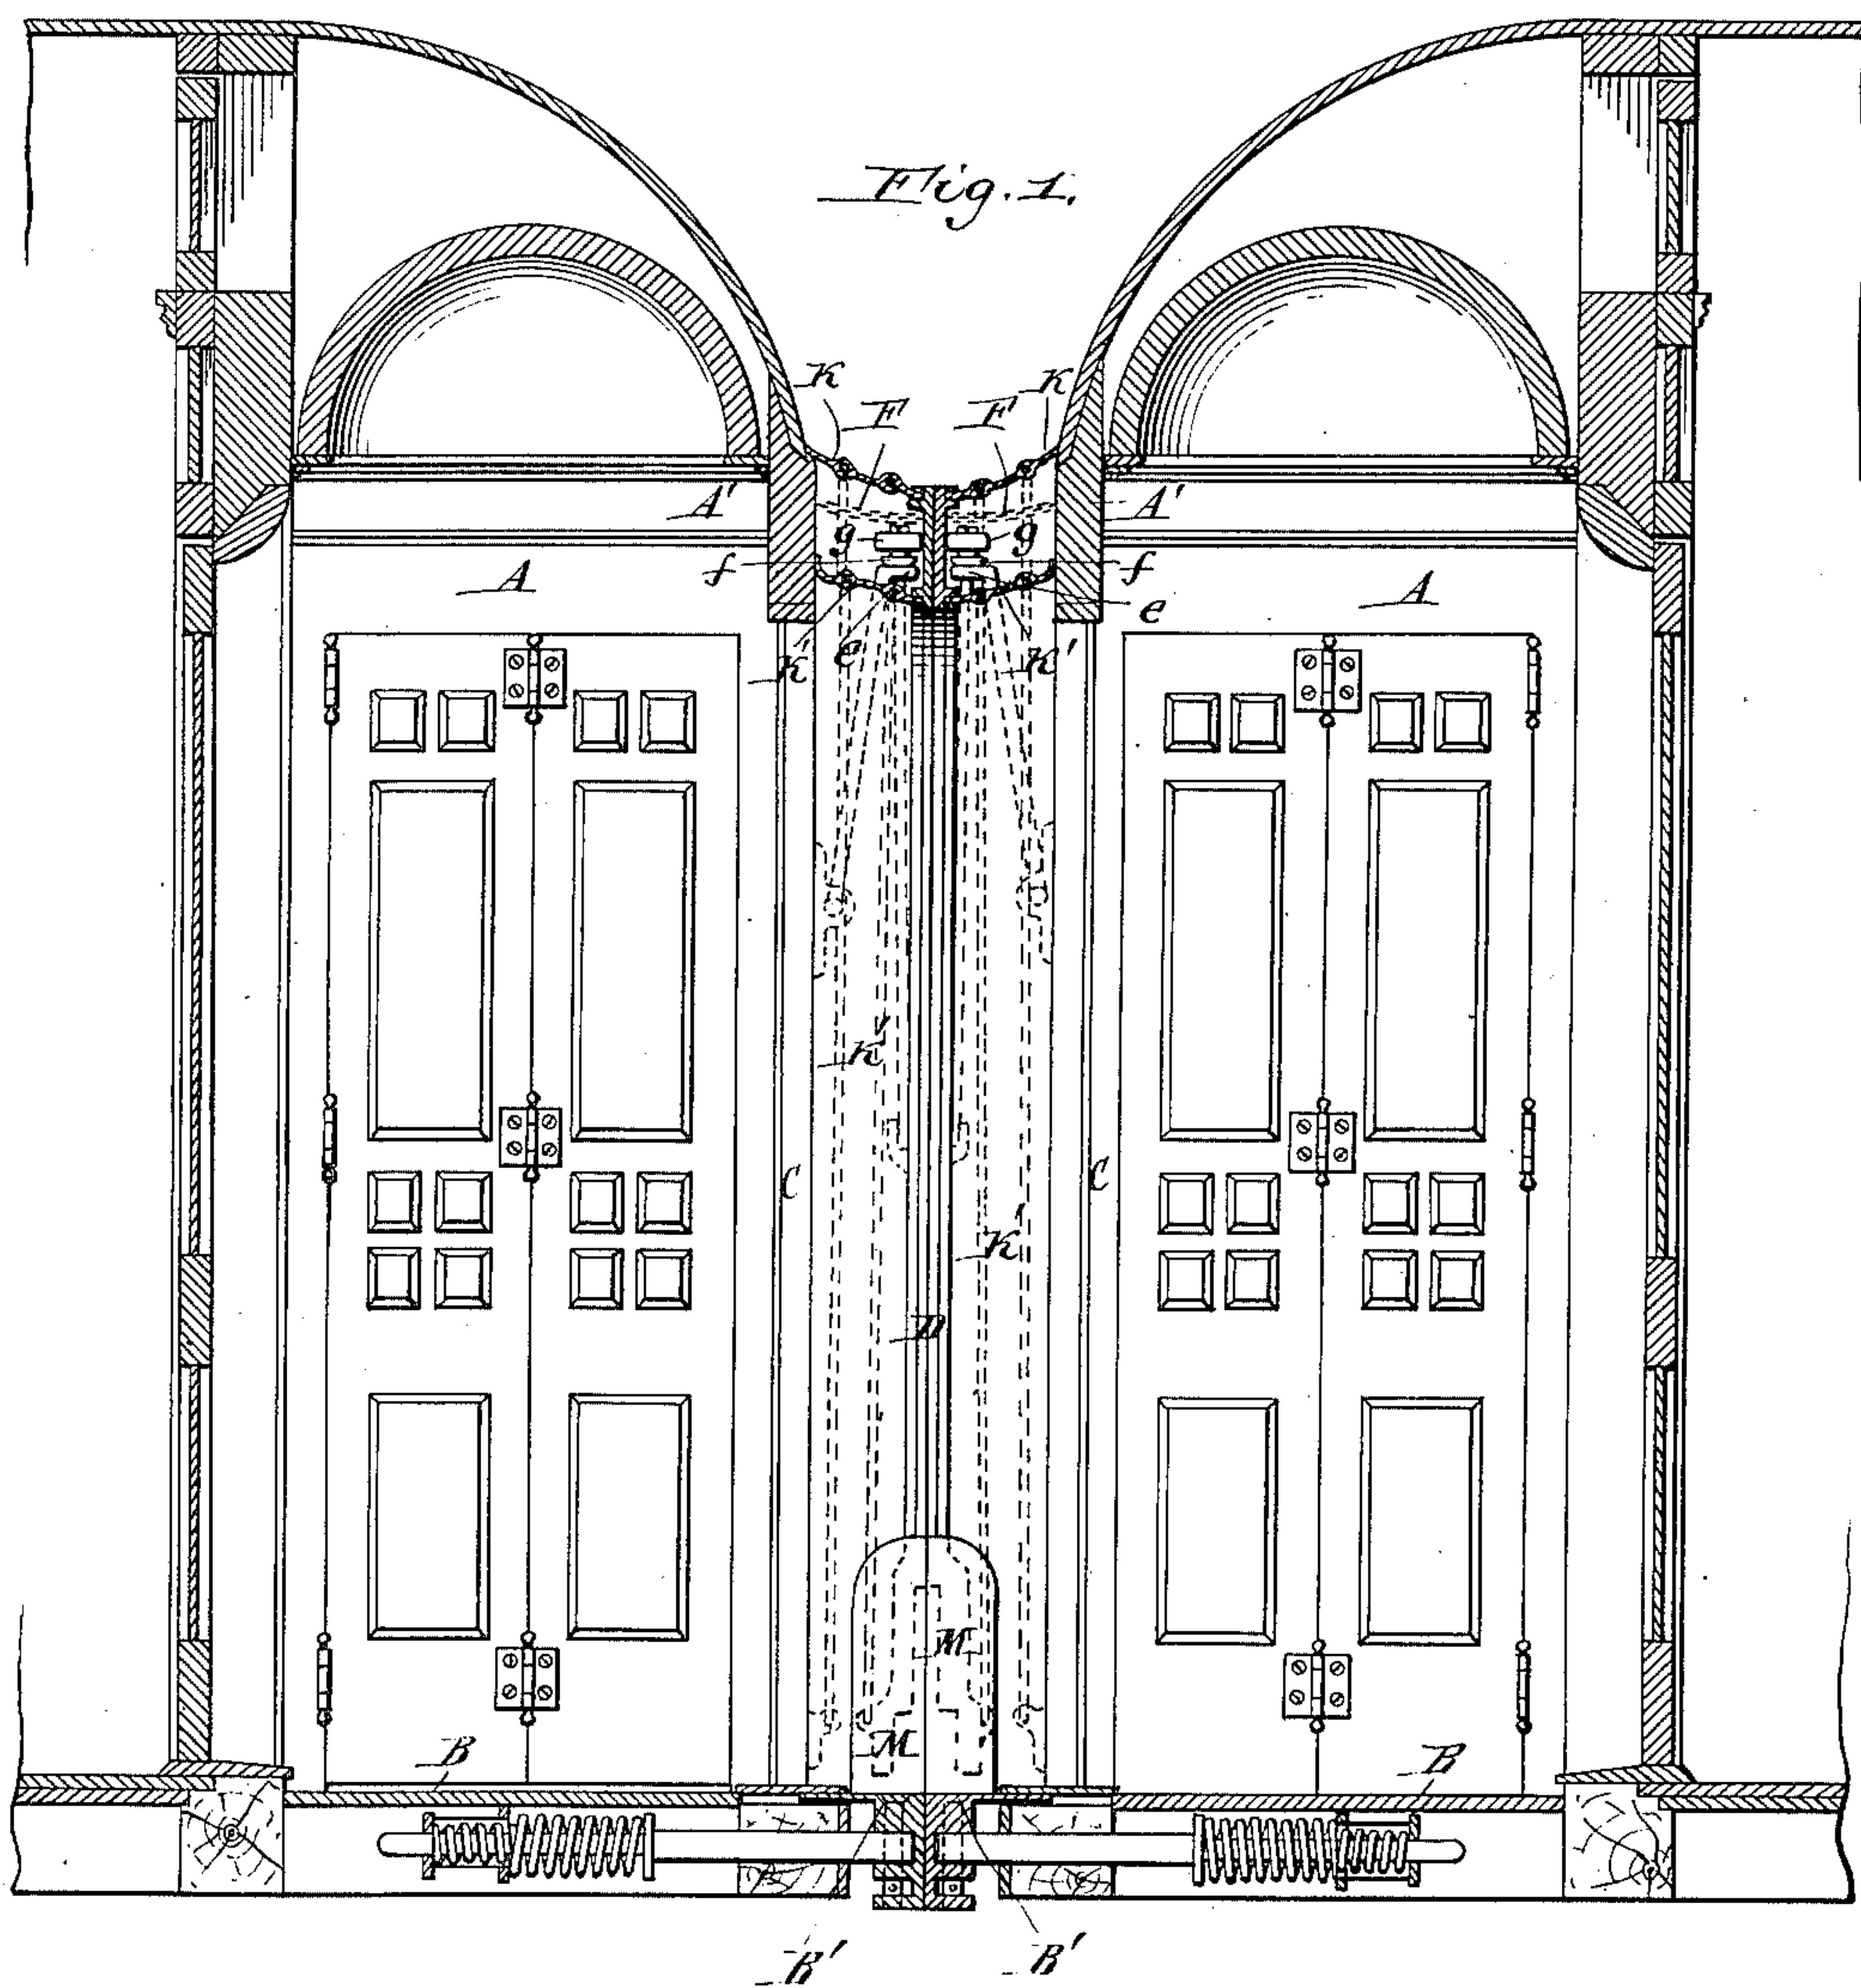 Fig. 1.
K K
F F
A' A'
g g
f f
A A
e e
K' K'
K'
C C
K'
D
M
M
B B
B' B'